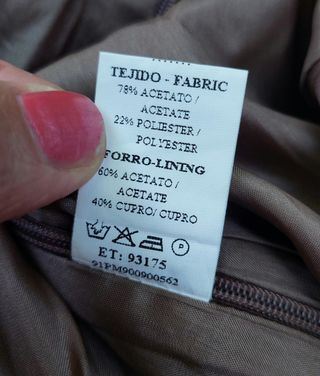 TEJIDO - FABRIC
78% ACETATO /
ACETATE
22% POLIESTER /
POLYESTER
FORRO-LINING
60% ACETATO /
ACETATE
40% CUPRO/ CUPRO
P
ET: 93175
91PM900900562